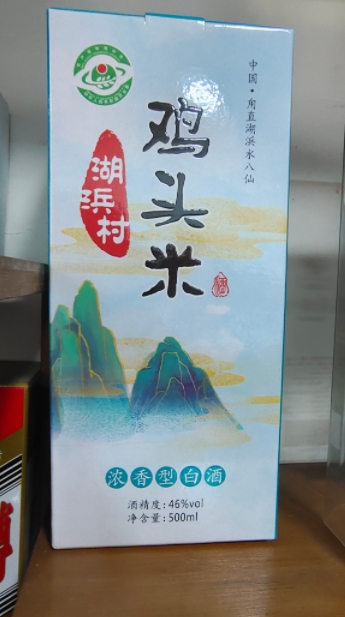 中国·甪直湖浜水八仙
鸡头米
湖浜村
浓香型白酒
酒精度:46%vol
净含量:500ml